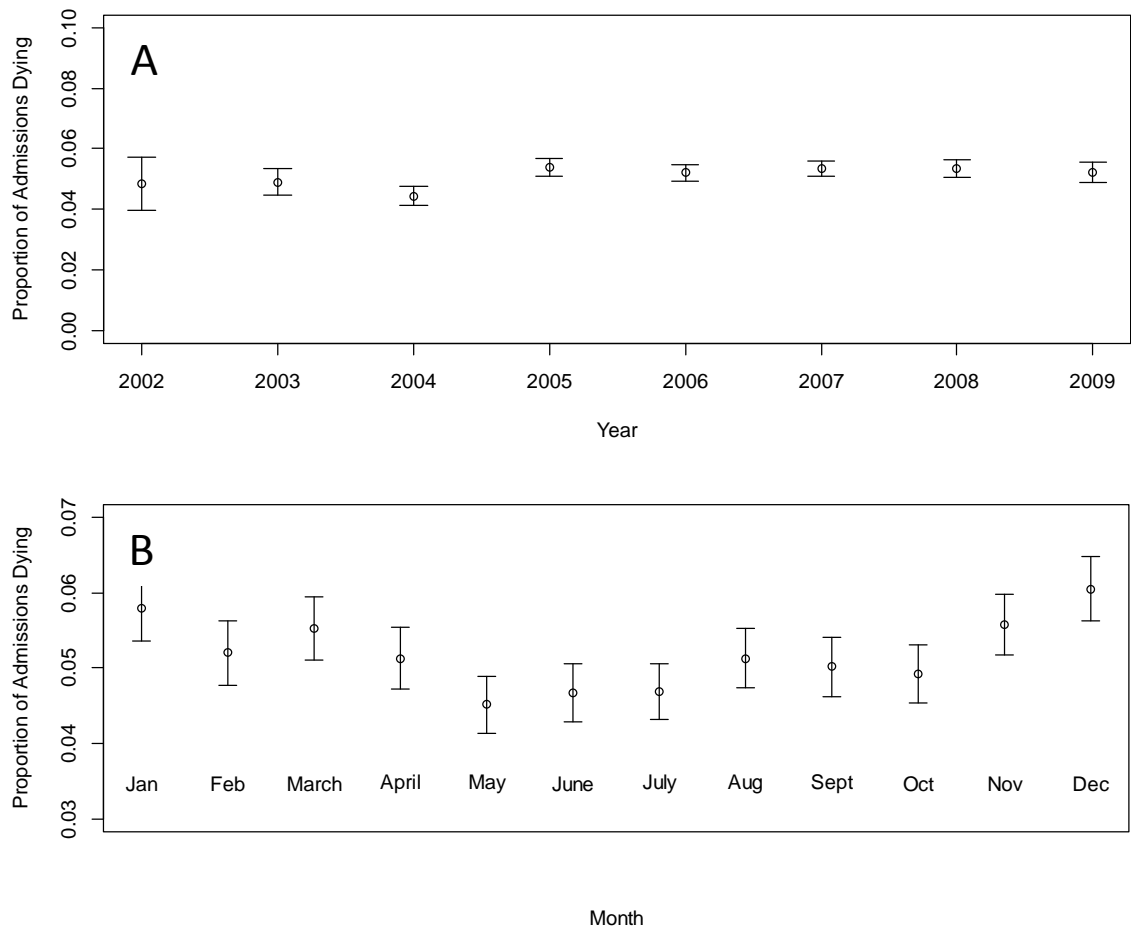 A
Proportion of Admissions Dying
0.10
0.08
0.06
0.04
0.02
0.00
2002 2003 2004 2005 2006 2007 2008 2009
Year
B
Proportion of Admissions Dying
0.07
0.06
0.05
0.04
0.03
Jan Feb March April May June July Aug Sept Oct Nov Dec
Month